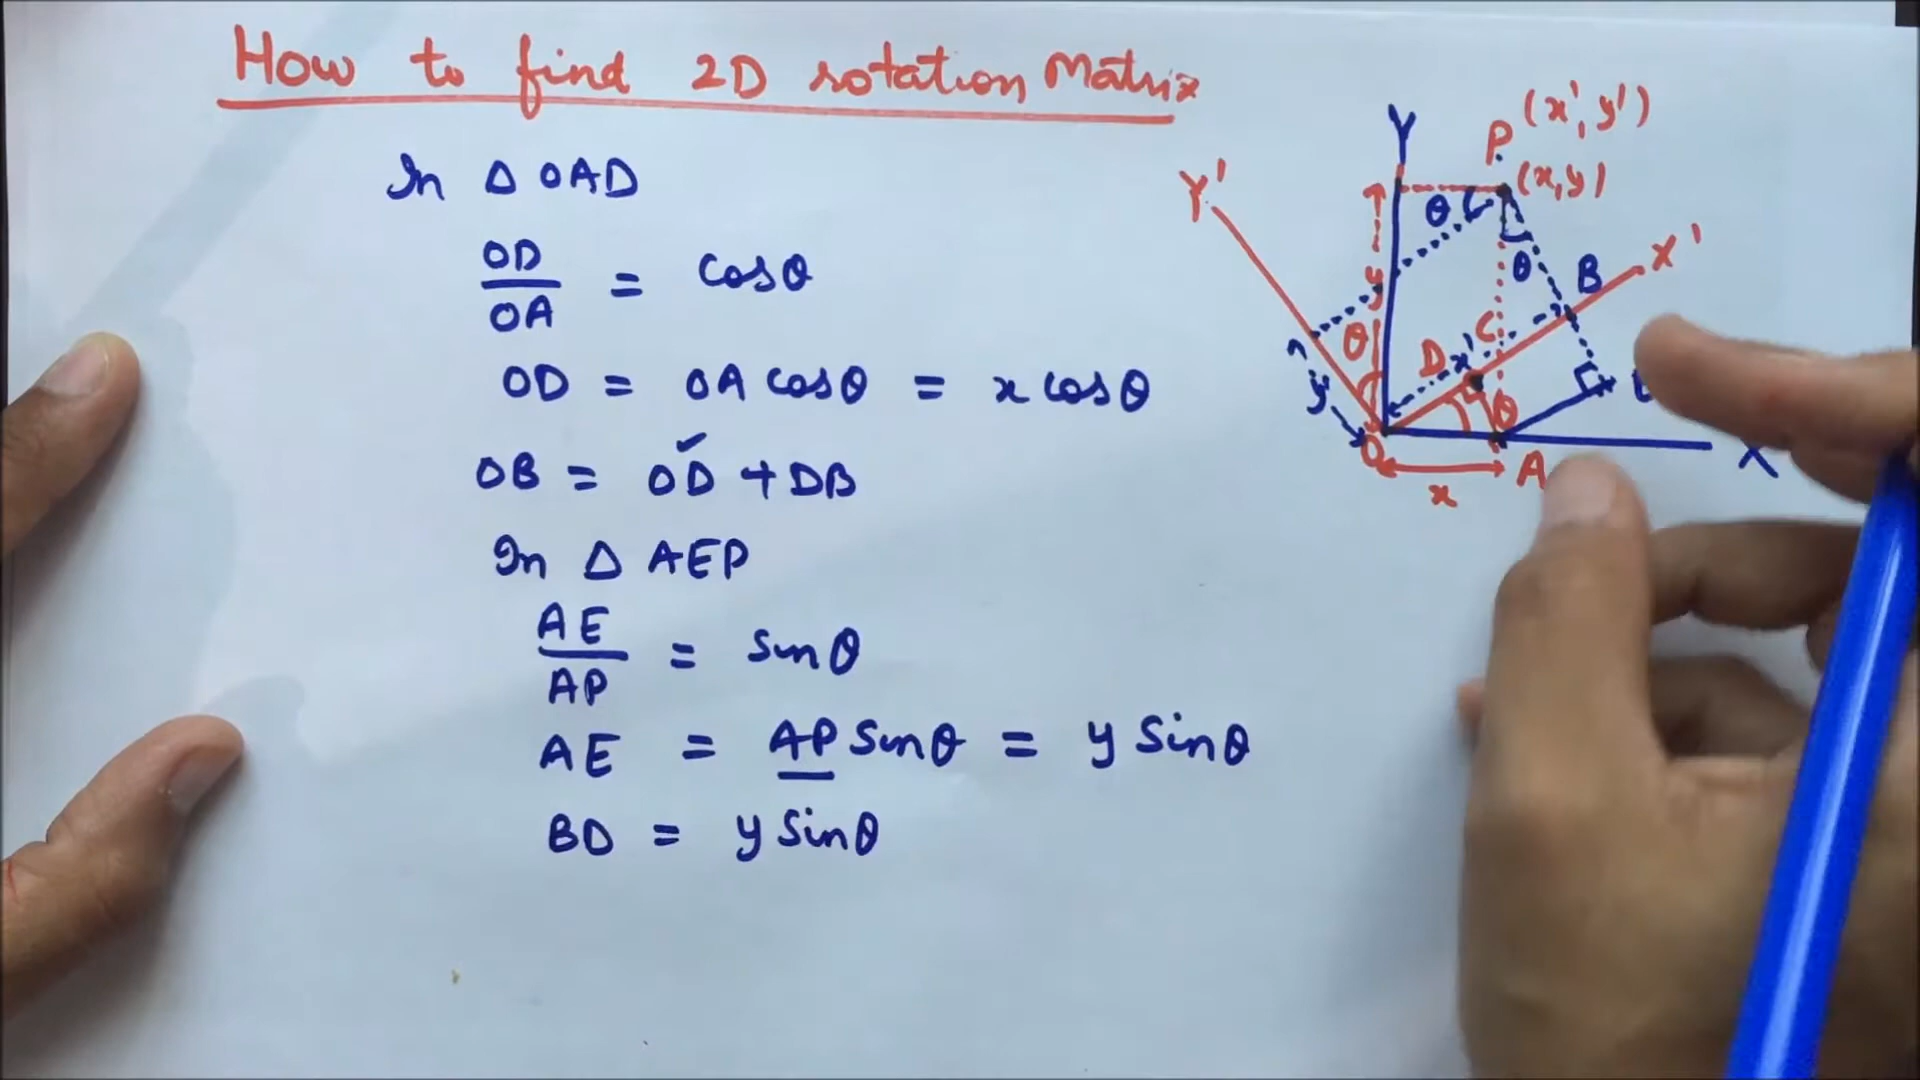 How to find 2D rotation Matrix
In Δ OAD
OD
OA
= cosθ
OD = OA cosθ = x cosθ
OB = OD + DB
In Δ AEP
AE
AP
= sinθ
AE = AP sinθ = y sinθ
BD = y sinθ
Y
P (x', y')
(x,y)
Y'
θ
X'
θ
B
y
θ
C
D
x'
y'
θ
O
A
X
x